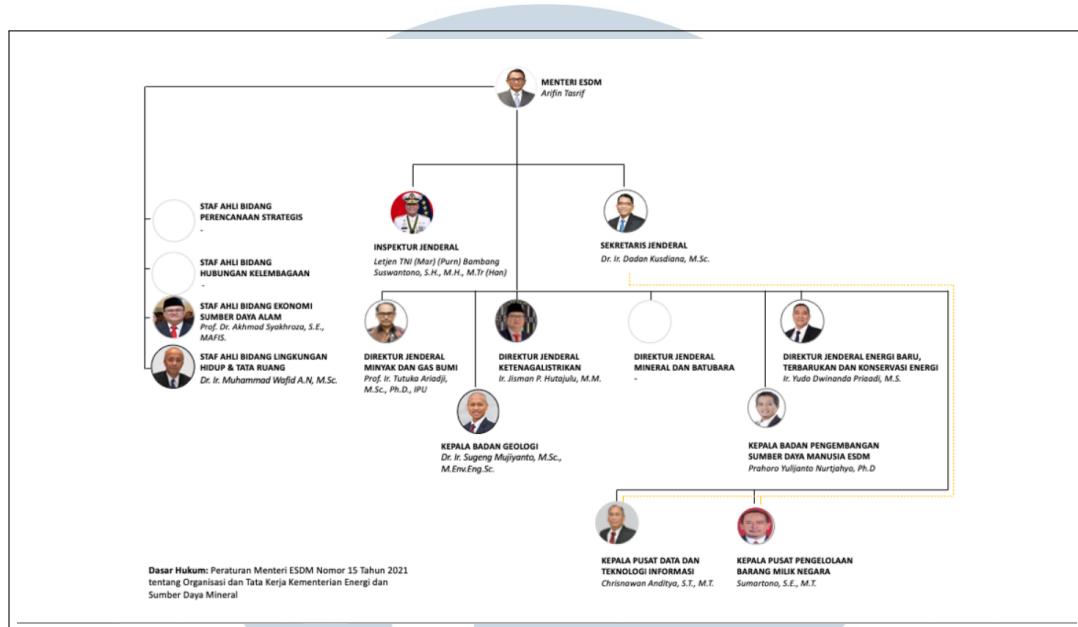 MENTERI ESDM
Arifin Tasrif
STAF AHLI BIDANG
PERENCANAAN STRATEGIS
-
STAF AHLI BIDANG
HUBUNGAN KELEMBAGAAN
-
STAF AHLI BIDANG EKONOMI
SUMBER DAYA ALAM
Prof. Dr. Akhmad Syakhroza, S.E.,
MAFIS.
STAF AHLI BIDANG LINGKUNGAN
HIDUP & TATA RUANG
Dr. Ir. Muhammad Wafid A.N, M.Sc.
INSPEKTUR JENDERAL
Letjen TNI (Mar) (Purn) Bambang
Suswantono, S.H., M.H., M.Tr (Han)
SEKRETARIS JENDERAL
Dr. Ir. Dadan Kusdiana, M.Sc.
DIREKTUR JENDERAL
MINYAK DAN GAS BUMI
Prof. Ir. Tutuka Ariadji,
M.Sc., Ph.D., IPU
DIREKTUR JENDERAL
KETENAGALISTRIKAN
Ir. Jisman P. Hutajulu, M.M.
DIREKTUR JENDERAL
MINERAL DAN BATUBARA
-
DIREKTUR JENDERAL ENERGI BARU,
TERBARUKAN DAN KONSERVASI ENERGI
Ir. Yudo Dwinanda Priaadi, M.S.
KEPALA BADAN GEOLOGI
Dr. Ir. Sugeng Mujiyanto, M.Sc.,
M.Env.Eng.Sc.
KEPALA BADAN PENGEMBANGAN
SUMBER DAYA MANUSIA ESDM
Prahoro Yulijanto Nurtjahyo, Ph.D
KEPALA PUSAT DATA DAN
TEKNOLOGI INFORMASI
Chrisnawan Anditya, S.T., M.T.
KEPALA PUSAT PENGELOLAAN
BARANG MILIK NEGARA
Sumartono, S.E., M.T.
Dasar Hukum: Peraturan Menteri ESDM Nomor 15 Tahun 2021
tentang Organisasi dan Tata Kerja Kementerian Energi dan
Sumber Daya Mineral